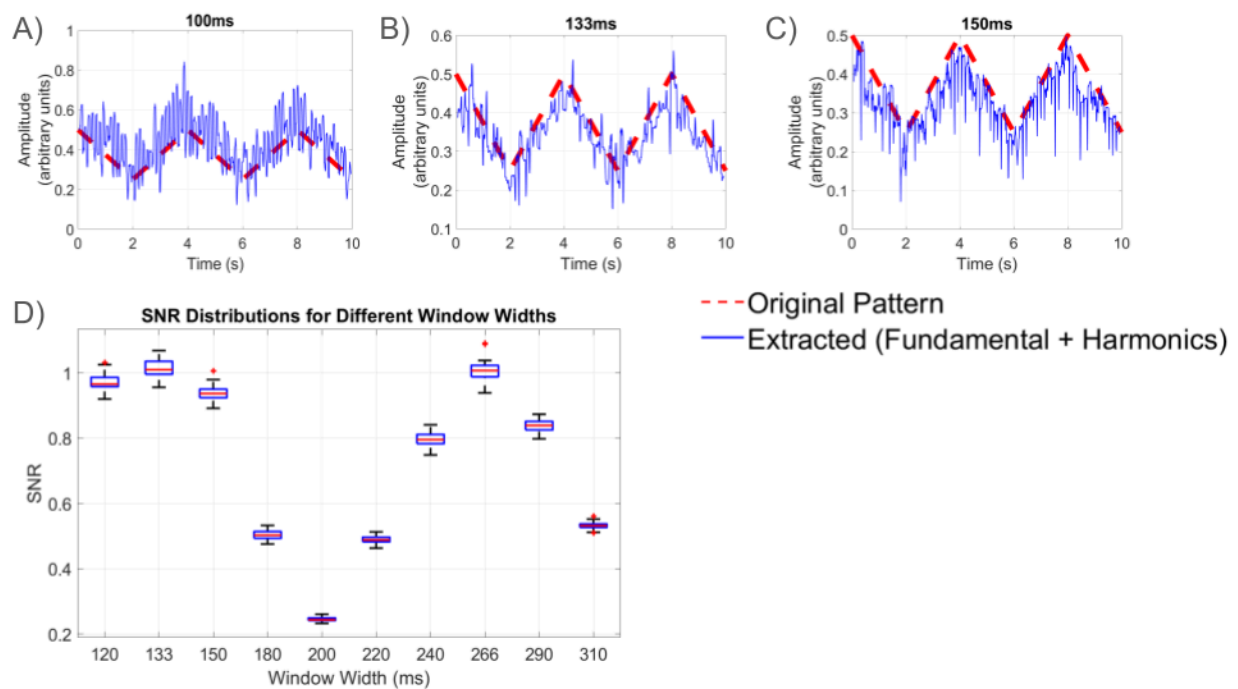 A)
100ms
1
0.8
0.6
0.4
0.2
0
0 2 4 6 8 10
Time (s)
Amplitude
(arbitrary units)
B)
133ms
0.6
0.5
0.4
0.3
0.2
0.1
0 2 4 6 8 10
Time (s)
Amplitude
(arbitrary units)
C)
150ms
0.5
0.4
0.3
0.2
0.1
0
0 2 4 6 8 10
Time (s)
Amplitude
(arbitrary units)
D)
SNR Distributions for Different Window Widths
1
0.8
0.6
0.4
0.2
SNR
120 133 150 180 200 220 240 266 290 310
Window Width (ms)
Original Pattern
Extracted (Fundamental + Harmonics)